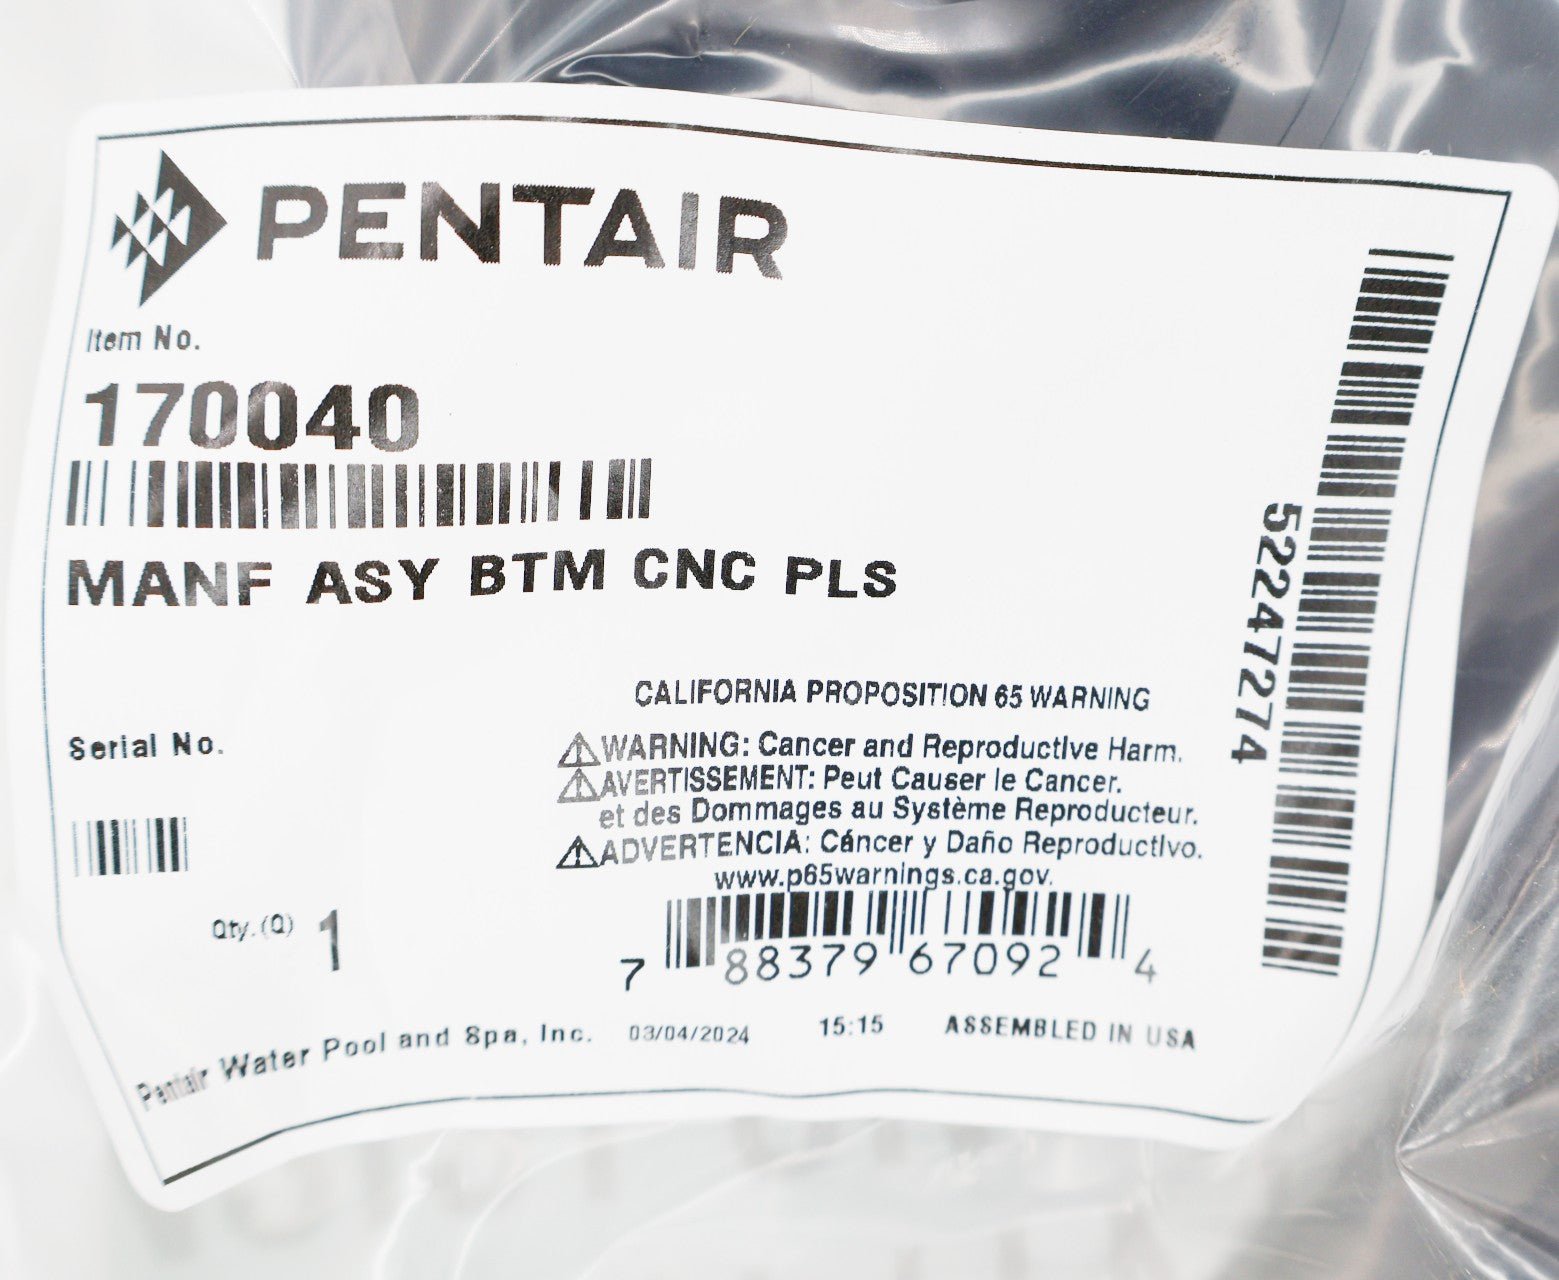 PENTAIR
Item No.
170040
MANF ASY BTM CNC PLS
CALIFORNIA PROPOSITION 65 WARNING
Serial No.
⚠WARNING: Cancer and Reproductive Harm.
⚠AVERTISSEMENT: Peut Causer le Cancer.
et des Dommages au Système Reproducteur.
⚠ADVERTENCIA: Cáncer y Daño Reproductivo.
www.p65warnings.ca.gov.
Qty.(Q) 1
7 88379 67092 4
Pentair Water Pool and Spa, Inc. 03/04/2024 15:15 ASSEMBLED IN USA
52247274